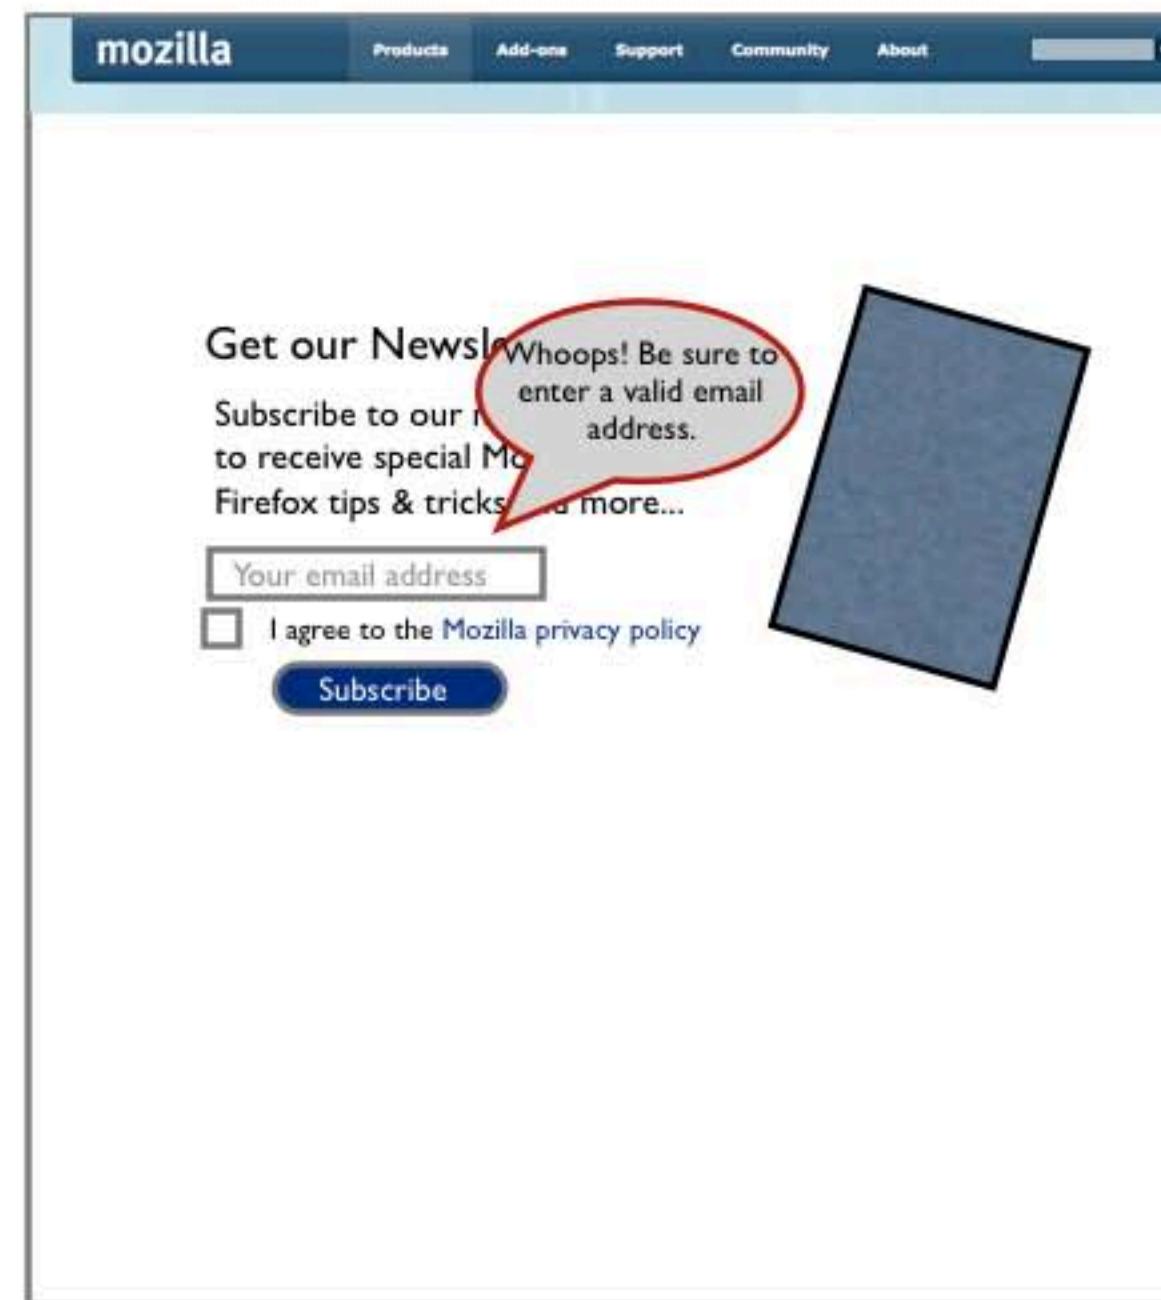 mozilla
Products Add-ons Support Community About
Get our Newsl
Whoops! Be sure to
enter a valid email
address.
Subscribe to our
to receive special Mo
Firefox tips & tricks more...
Your email address
I agree to the Mozilla privacy policy
Subscribe